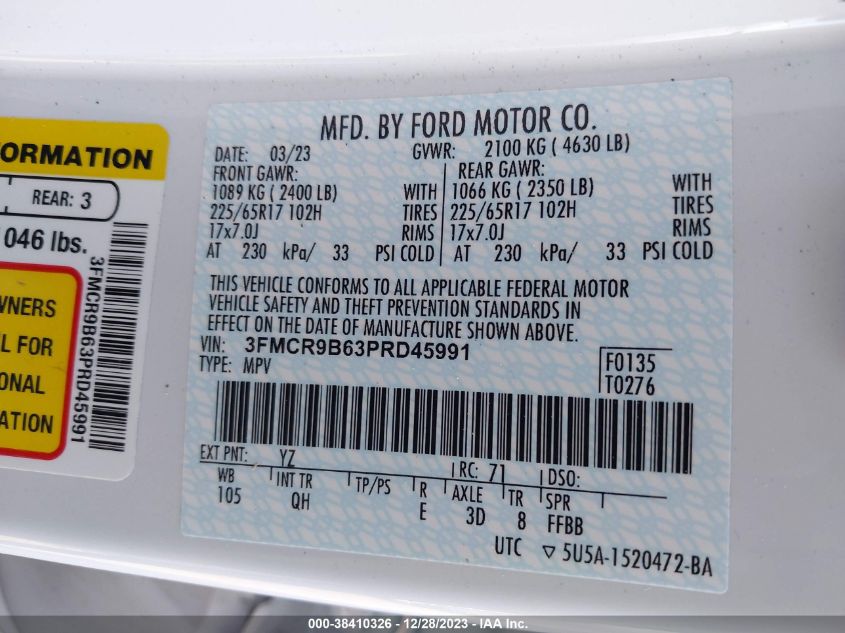 ORMATION
REAR: 3
046 lbs.
WNERS
L FOR
ONAL
ATION
3FMCR9B63PRD45991
MFD. BY FORD MOTOR CO.
DATE: 03/23 GVWR: 2100 KG ( 4630 LB)
FRONT GAWR: REAR GAWR:
1089 KG ( 2400 LB) WITH 1066 KG ( 2350 LB) WITH
225/65R17 102H TIRES 225/65R17 102H TIRES
17x7.0J RIMS 17x7.0J RIMS
AT 230 kPa/ 33 PSI COLD AT 230 kPa/ 33 PSI COLD
THIS VEHICLE CONFORMS TO ALL APPLICABLE FEDERAL MOTOR
VEHICLE SAFETY AND THEFT PREVENTION STANDARDS IN
EFFECT ON THE DATE OF MANUFACTURE SHOWN ABOVE.
VIN: 3FMCR9B63PRD45991
TYPE: MPV
F0135
T0276
EXT PNT: YZ RC: 71 DSO:
WB INT TR TP/PS R AXLE TR SPR
105 QH E 3D 8 FFBB
UTC ▽ 5U5A-1520472-BA
000-38410326 - 12/28/2023 - IAA Inc.